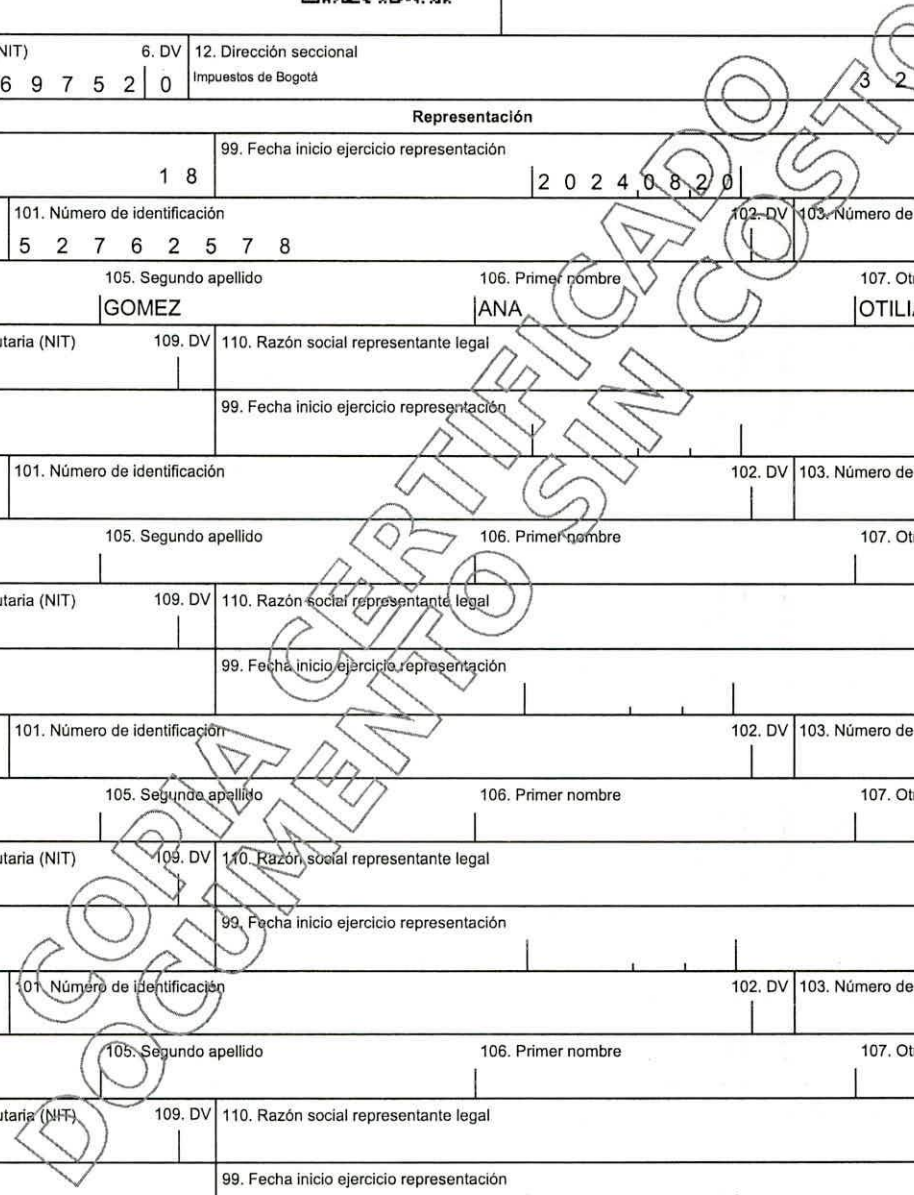 NIT) 6. DV 12. Dirección seccional
6 9 7 5 2 0 Impuestos de Bogotá 3 2
Representación
99. Fecha inicio ejercicio representación
1 8 2 0 2 4 0 8 2 0
101. Número de identificación 102. DV 103. Número de
5 2 7 6 2 5 7 8
105. Segundo apellido 106. Primer nombre 107. Ot
GOMEZ ANA OTILIA
utaria (NIT) 109. DV 110. Razón social representante legal
99. Fecha inicio ejercicio representación
101. Número de identificación 102. DV 103. Número de
105. Segundo apellido 106. Primer nombre 107. Ot
utaria (NIT) 109. DV 110. Razón social representante legal
99. Fecha inicio ejercicio representación
101. Número de identificación 102. DV 103. Número de
105. Segundo apellido 106. Primer nombre 107. Ot
utaria (NIT) 109. DV 110. Razón social representante legal
99. Fecha inicio ejercicio representación
101. Número de identificación 102. DV 103. Número de
105. Segundo apellido 106. Primer nombre 107. Ot
utaria (NIT) 109. DV 110. Razón social representante legal
99. Fecha inicio ejercicio representación
COPIA CERTIFICADO
DOCUMENTO SIN COSTO